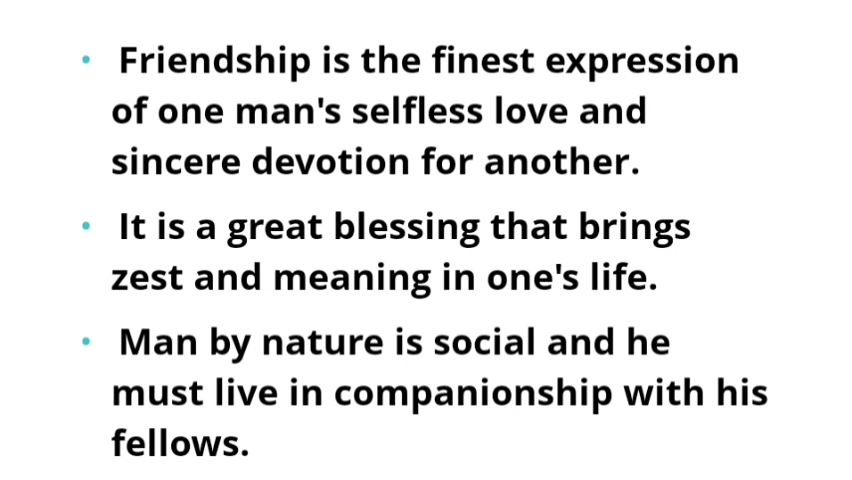 • Friendship is the finest expression
of one man's selfless love and
sincere devotion for another.
• It is a great blessing that brings
zest and meaning in one's life.
• Man by nature is social and he
must live in companionship with his
fellows.